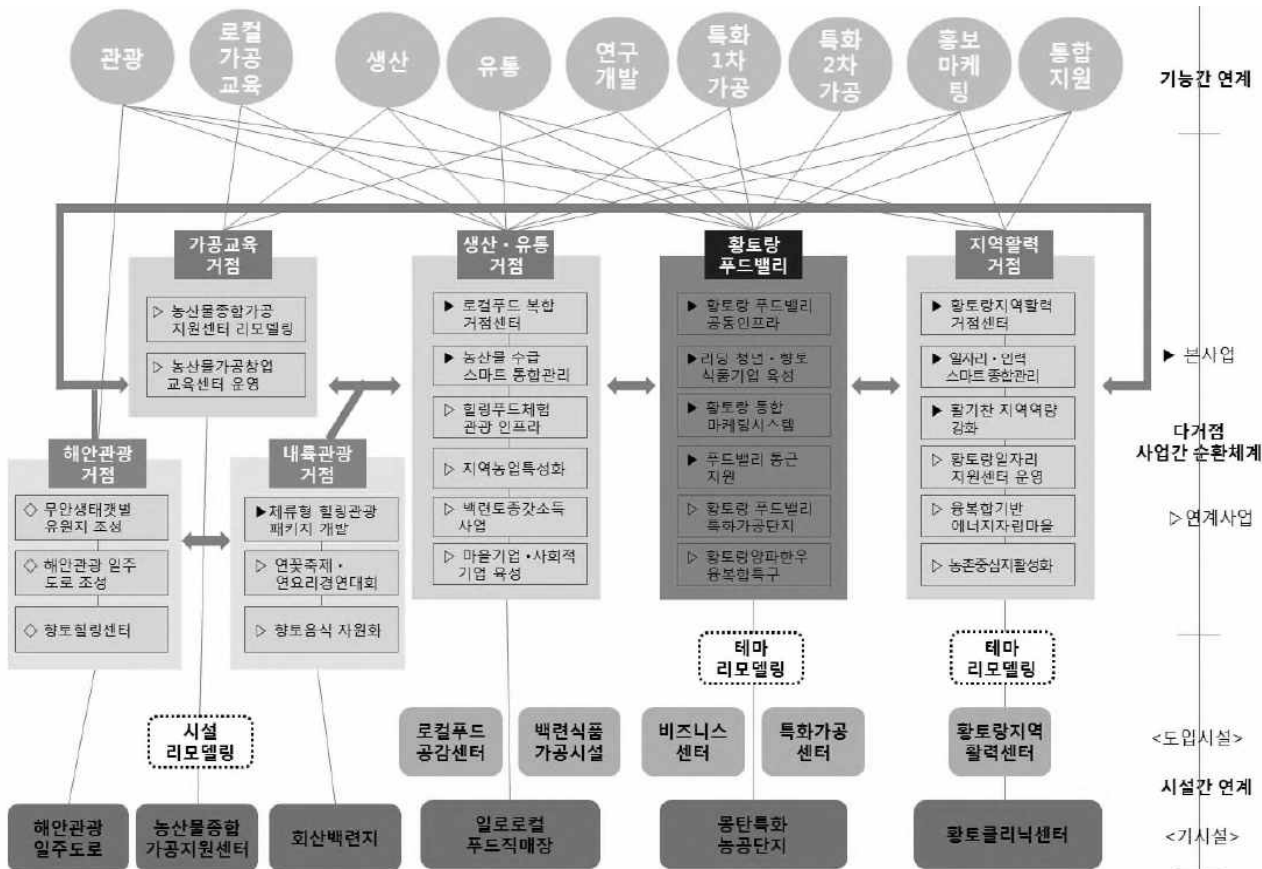 관광
로컬
가공
교육
생산
유통
연구
개발
특화
1차
가공
특화
2차
가공
홍보
마케
팅
통합
지원
기능간 연계
가공교육
거점
▷ 농산물종합가공
지원센터 리모델링
▷ 농산물가공창업
교육센터 운영
생산·유통
거점
▶ 로컬푸드 복합
거점센터
▶ 농산물 수급
스마트 통합관리
▷ 힐링푸드체험
관광 인프라
▷ 지역농업특성화
▷ 백련토종갓소득
사업
▷ 마을기업·사회적
기업 육성
황토랑
푸드밸리
▶ 황토랑 푸드밸리
공동인프라
▶ 리딩 청년·향토
식품기업 육성
▶ 황토랑 통합
마케팅시스템
▶ 푸드밸리 통근
지원
▷ 황토랑 푸드밸리
특화가공단지
▷ 황토랑양파한우
융복합특구
지역활력
거점
▶ 황토랑지역활력
거점센터
▶ 일자리·인력
스마트 종합관리
▶ 활기찬 지역역량
강화
▷ 황토랑일자리
지원센터 운영
▷ 융복합기반
에너지자립마을
▷ 농촌중심지활성화
▶ 본사업
다거점
사업간 순환체계
▷ 연계사업
해안관광
거점
◇ 무안생태갯벌
유원지 조성
◇ 해안관광 일주
도로 조성
◇ 향토힐링센터
내륙관광
거점
▶체류형 힐링관광
패키지 개발
▷ 연꽃축제·
연요리경연대회
▷ 향토음식 자원화
시설
리모델링
테마
리모델링
테마
리모델링
로컬푸드
공감센터
백련식품
가공시설
비즈니스
센터
특화가공
센터
황토랑지역
활력센터
<도입시설>
시설간 연계
해안관광
일주도로
농산물종합
가공지원센터
회산백련지
일로로컬
푸드직매장
몽탄특화
농공단지
황토클리닉센터
<기시설>